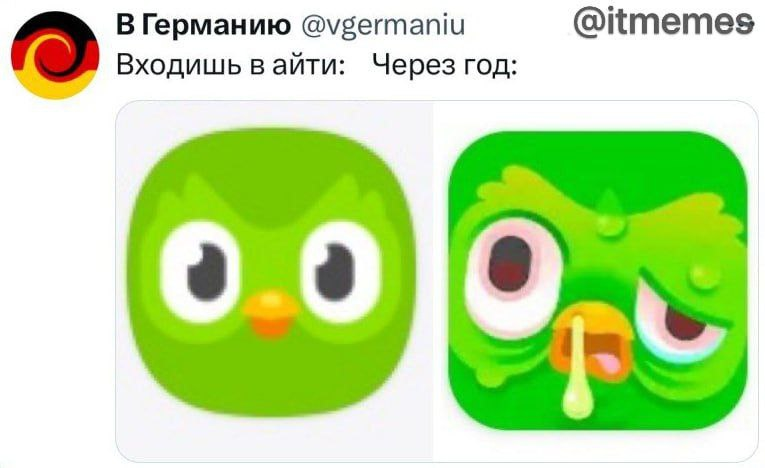 В Германию @vgermaniu
@itmemes
Входишь в айти: Через год: